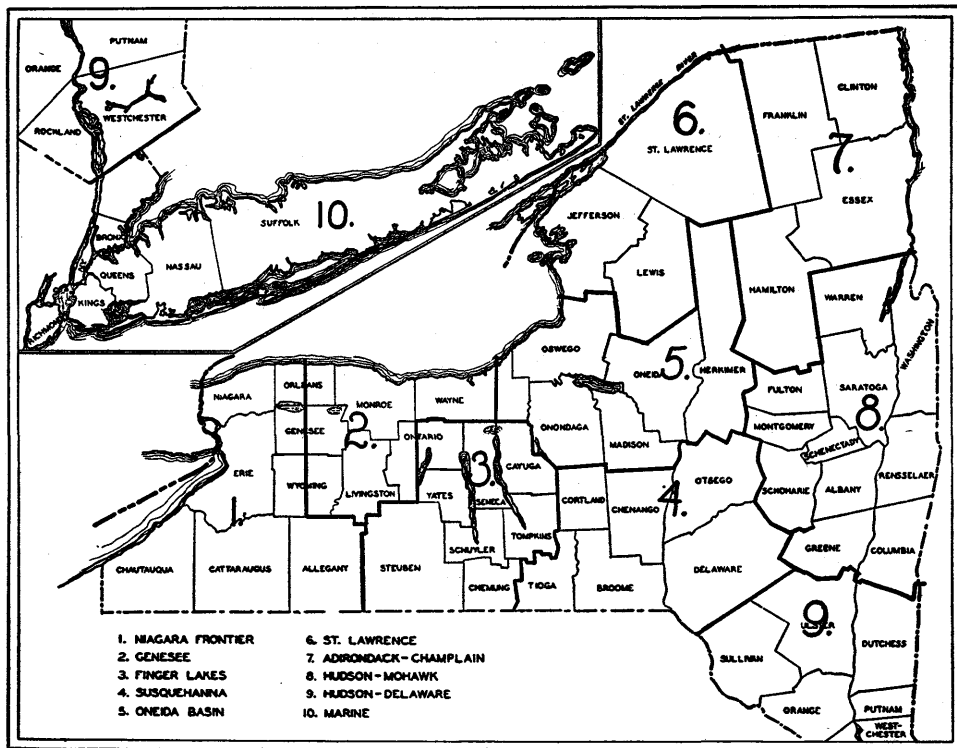 PUTNAM
ORANGE
9.
WESTCHESTER
ROCKLAND
BRONX
QUEENS
NASSAU
SUFFOLK
10.
KINGS
RICHMOND
ST. LAWRENCE RIVER
6.
ST. LAWRENCE
FRANKLIN
CLINTON
7.
ESSEX
JEFFERSON
LEWIS
HAMILTON
WARREN
WASHINGTON
OSWEGO
ONEIDA
5.
HERKIMER
FULTON
SARATOGA
8.
NIAGARA
ORLEANS
MONROE
WAYNE
GENESEE
2.
ONTARIO
ONONDAGA
MADISON
MONTGOMERY
SCHENECTADY
ERIE
WYOMING
LIVINGSTON
YATES
3.
SENECA
CAYUGA
CORTLAND
CHENANGO
4.
OTSEGO
SCHOHARIE
ALBANY
RENSSELAER
1.
TOMPKINS
SCHUYLER
GREENE
COLUMBIA
CHAUTAUQUA
CATTARAUGUS
ALLEGANY
STEUBEN
CHEMUNG
TIOGA
BROOME
DELAWARE
9.
ULSTER
SULLIVAN
DUTCHESS
ORANGE
PUTNAM
WEST-
CHESTER
1. NIAGARA FRONTIER
2. GENESEE
3. FINGER LAKES
4. SUSQUEHANNA
5. ONEIDA BASIN
6. ST. LAWRENCE
7. ADIRONDACK-CHAMPLAIN
8. HUDSON-MOHAWK
9. HUDSON-DELAWARE
10. MARINE